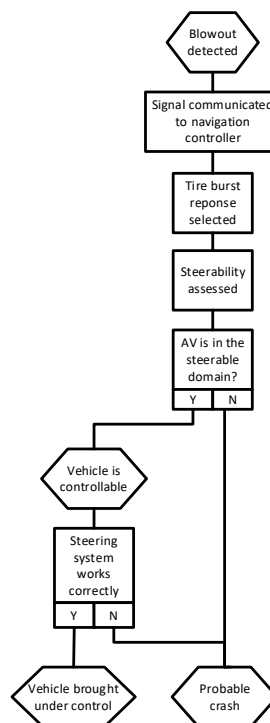 Blowout
detected
Signal communicated
to navigation
controller
Tire burst
reponse
selected
Steerability
assessed
AV is in the
steerable
domain?
Y N
Vehicle is
controllable
Steering
system
works
correctly
Y N
Vehicle brought
under control
Probable
crash